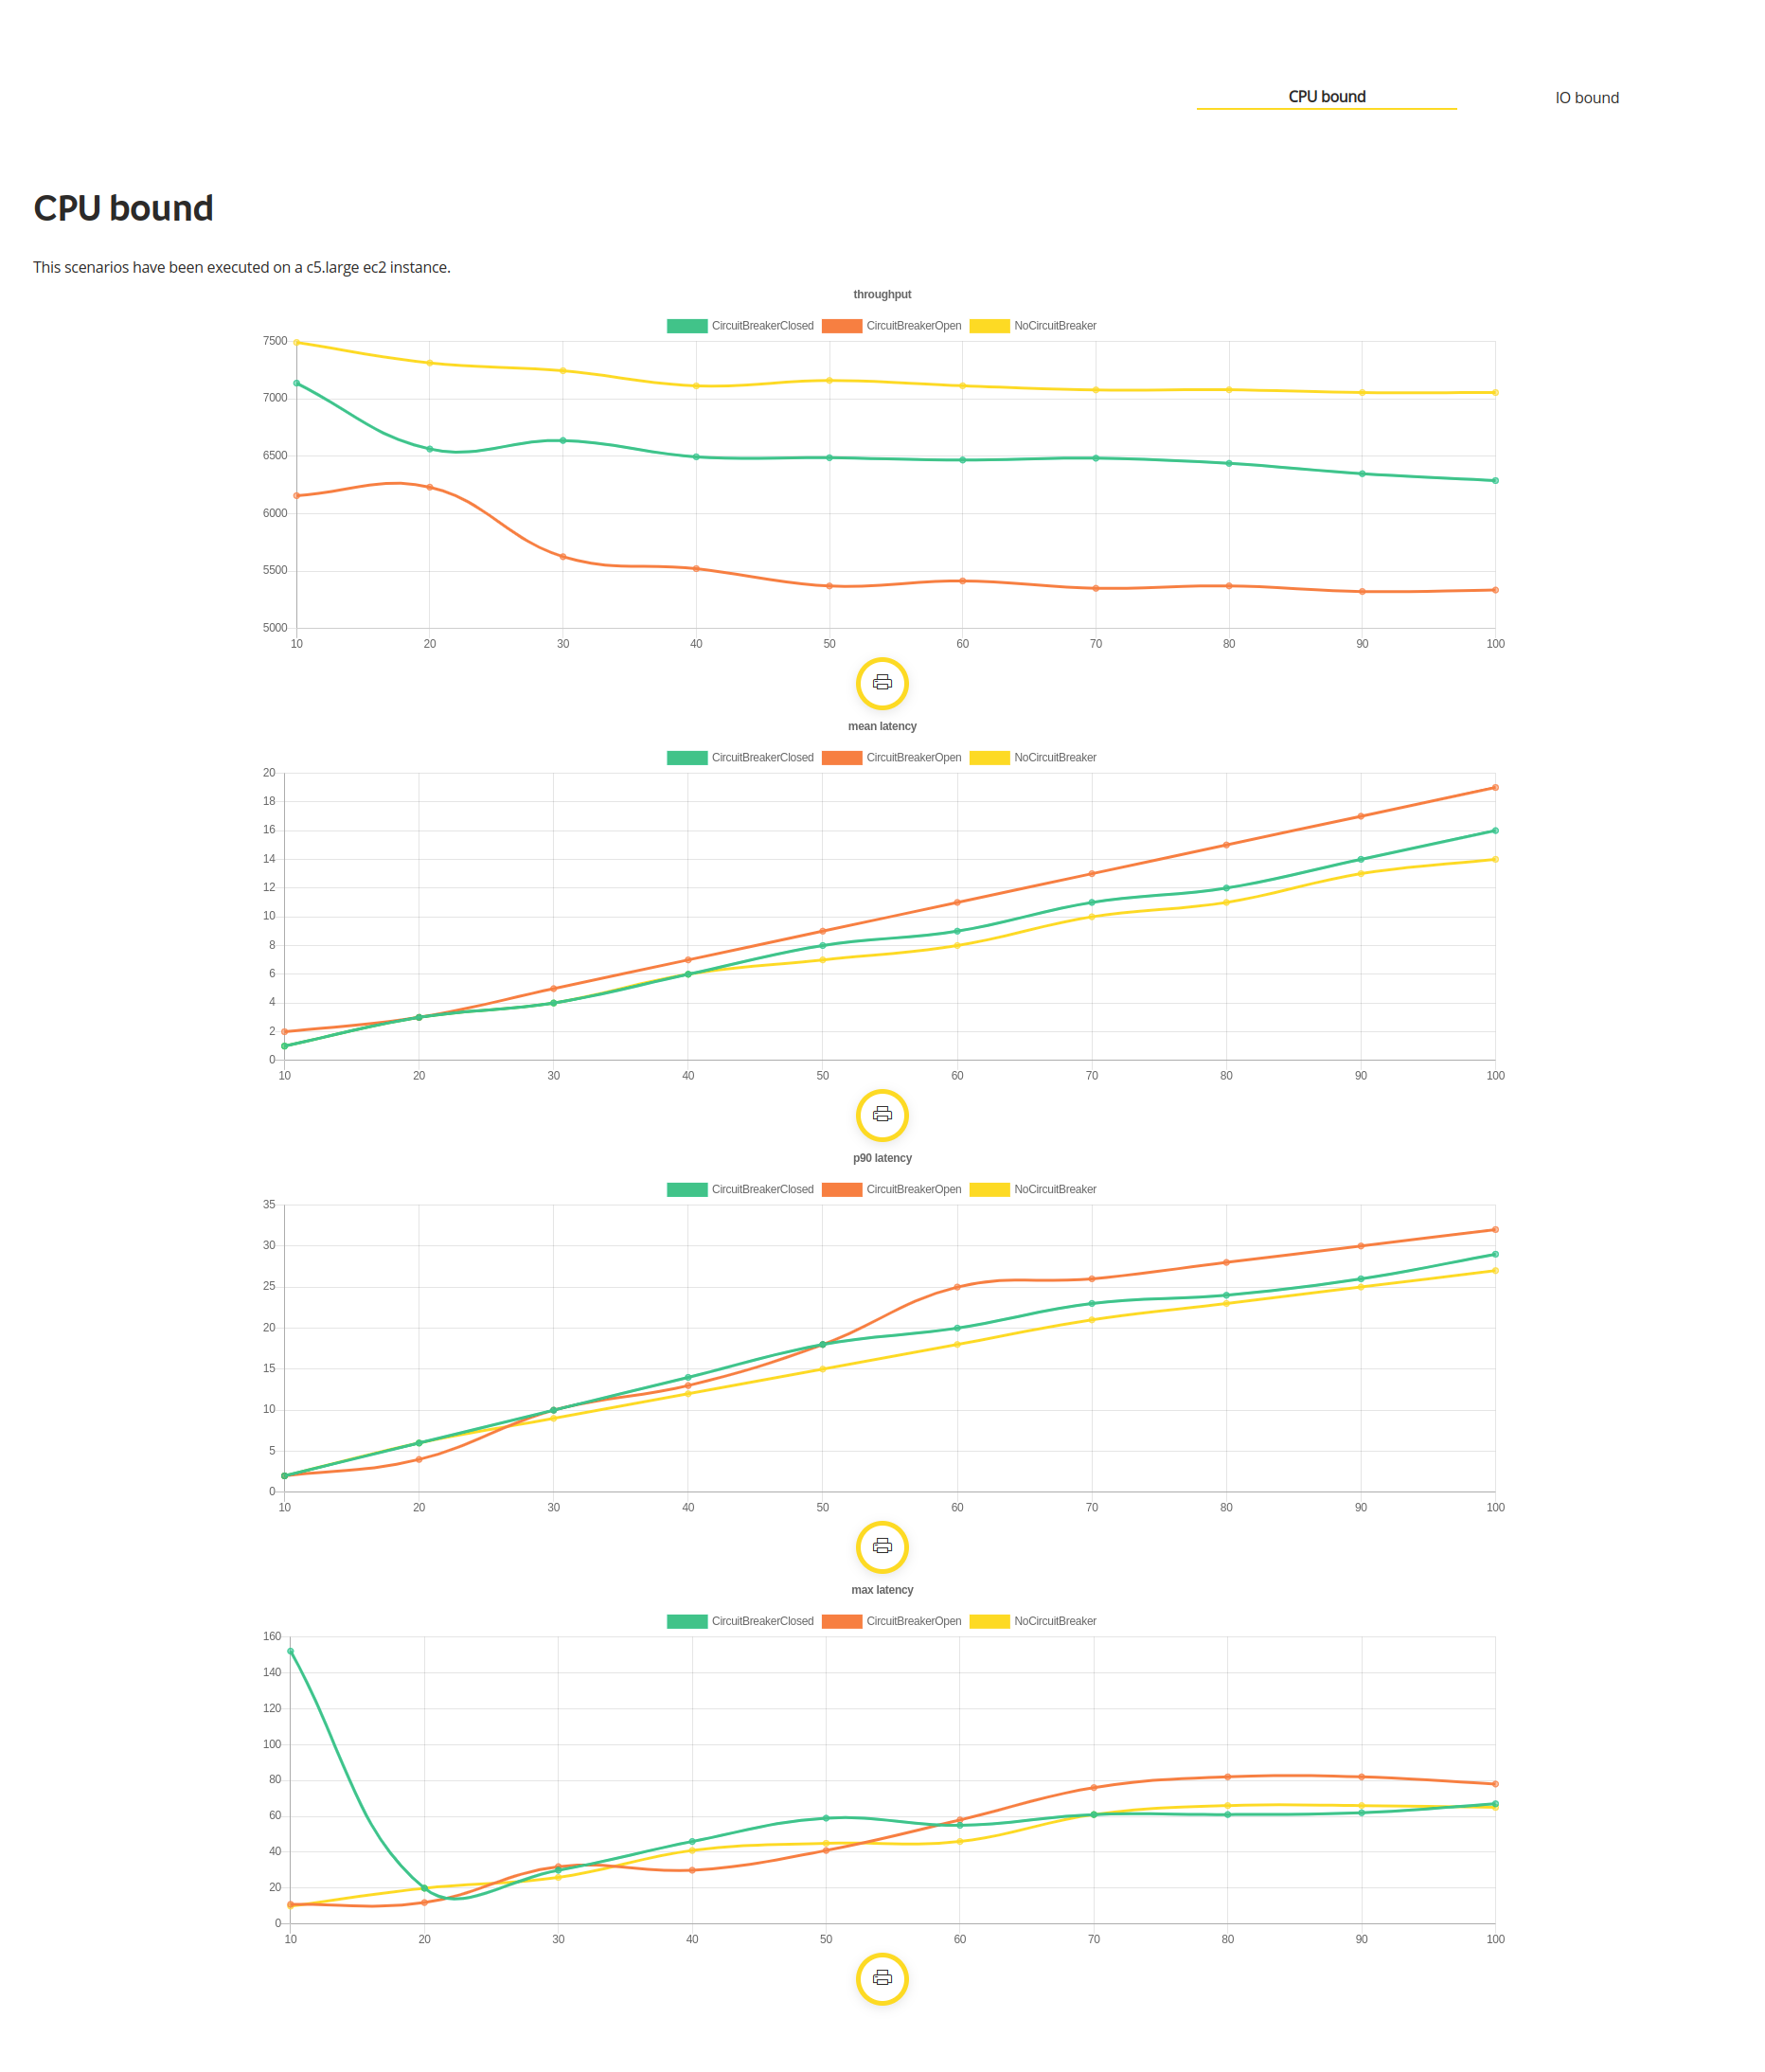 CPU bound IO bound
CPU bound
This scenarios have been executed on a c5.large ec2 instance.
throughput
CircuitBreakerClosed CircuitBreakerOpen NoCircuitBreaker
7500
7000
6500
6000
5500
5000
10 20 30 40 50 60 70 80 90 100
mean latency
CircuitBreakerClosed CircuitBreakerOpen NoCircuitBreaker
20
18
16
14
12
10
8
6
4
2
0
10 20 30 40 50 60 70 80 90 100
p90 latency
CircuitBreakerClosed CircuitBreakerOpen NoCircuitBreaker
35
30
25
20
15
10
5
0
10 20 30 40 50 60 70 80 90 100
max latency
CircuitBreakerClosed CircuitBreakerOpen NoCircuitBreaker
160
140
120
100
80
60
40
20
0
10 20 30 40 50 60 70 80 90 100